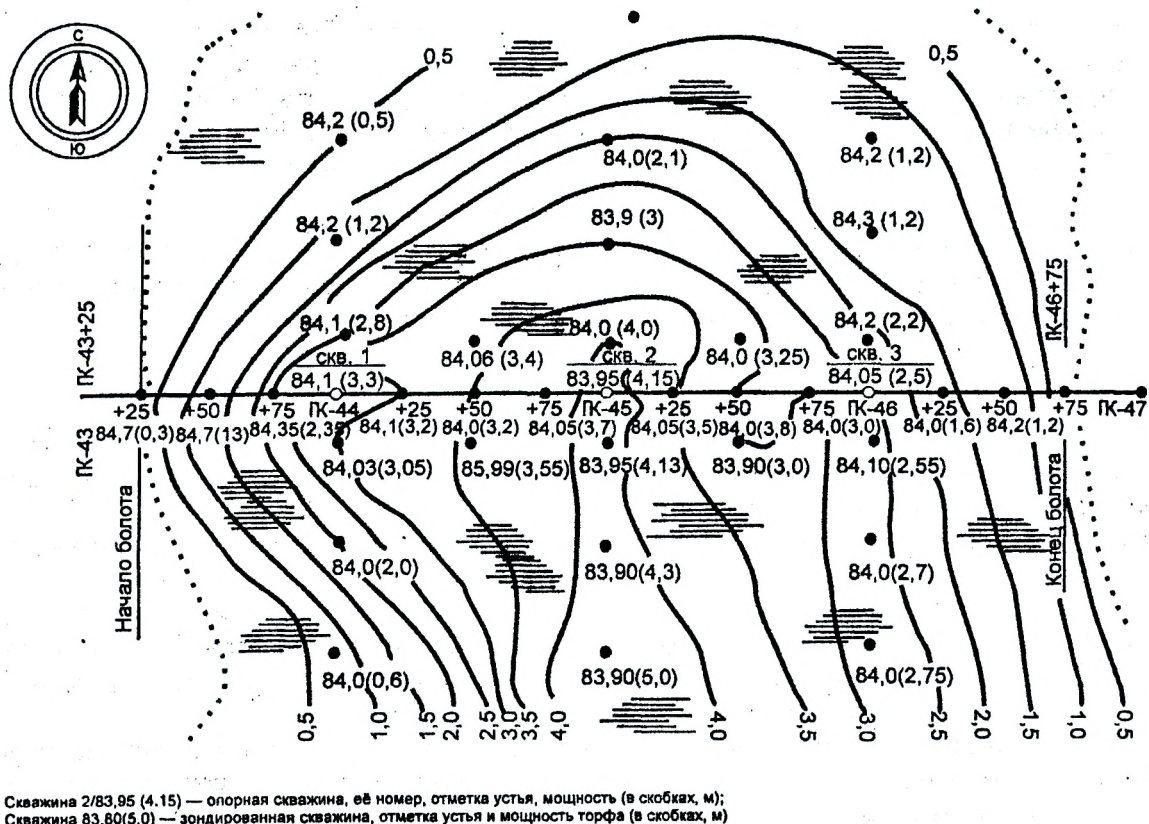 С
Ю
0,5
0,5
84,2 (0,5)
84,0(2,1)
84,2 (1,2)
84,2 (1,2)
83,9 (3)
84,3 (1,2)
ПК-43+25
ПК-46+75
84,1 (2,8)
84,0 (4,0)
84,2 (2,2)
скв. 1
84,1 (3,3)
84,06 (3,4)
скв. 2
83,95 (4,15)
84,0 (3,25)
скв. 3
84,05 (2,5)
+25 +50 +75 ПК-44 +25 +50 +75 ПК-45 +25 +50 +75 ПК-46 +25 +50 +75 ПК-47
ПК-43
84,7(0,3) 84,7(13) 84,35(2,35) 84,1(3,2) 84,0(3,2) 84,05(3,7) 84,05(3,5) 84,0(3,8) 84,0(3,0) 84,0(1,6) 84,2(1,2)
84,03(3,05) 85,99(3,55) 83,95(4,13) 83,90(3,0) 84,10(2,55)
Начало болота
Конец болота
84,0(2,0) 83,90(4,3) 84,0(2,7)
84,0(0,6) 83,90(5,0) 84,0(2,75)
0,5 1,0 1,5 2,0 2,5 3,0 3,5 4,0 4,0 3,5 3,0 2,5 2,0 1,5 1,0 0,5
Скважина 2/83,95 (4.15) — опорная скважина, её номер, отметка устья, мощность (в скобках, м);
Скважина 83,80(5,0) — зондированная скважина, отметка устья и мощность торфа (в скобках, м)